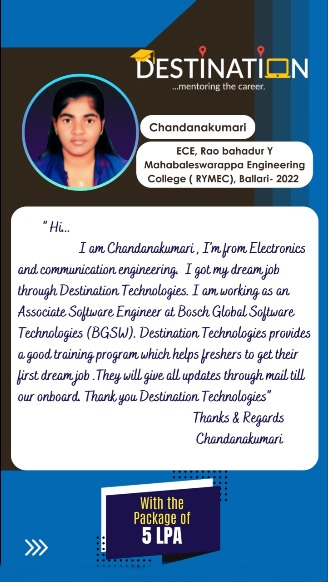 DESTINATION
...mentoring the career.
Chandanakumari
ECE, Rao bahadur Y
Mahabaleswarappa Engineering
College ( RYMEC), Ballari- 2022
" Hi...
I am Chandanakumari , I'm from Electronics
and communication engineering. I got my dream job
through Destination Technologies. I am working as an
Associate Software Engineer at Bosch Global Software
Technologies (BGSW). Destination Technologies provides
a good training program which helps freshers to get their
first dream job .They will give all updates through mail till
our onboard. Thank you Destination Technologies"
Thanks & Regards
Chandanakumari
With the
Package of
5 LPA